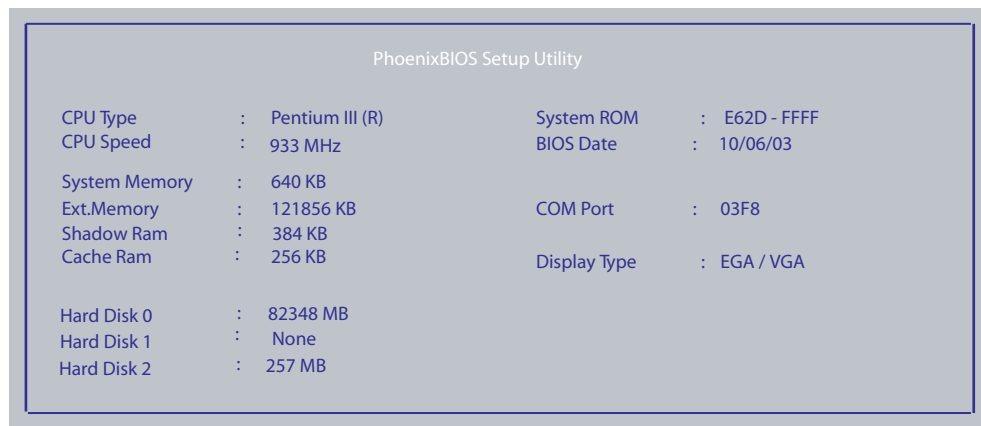 PhoenixBIOS Setup Utility
CPU Type : Pentium III (R) System ROM : E62D - FFFF
CPU Speed : 933 MHz BIOS Date : 10/06/03
System Memory : 640 KB
Ext.Memory : 121856 KB COM Port : 03F8
Shadow Ram : 384 KB
Cache Ram : 256 KB Display Type : EGA / VGA
Hard Disk 0 : 82348 MB
Hard Disk 1 : None
Hard Disk 2 : 257 MB